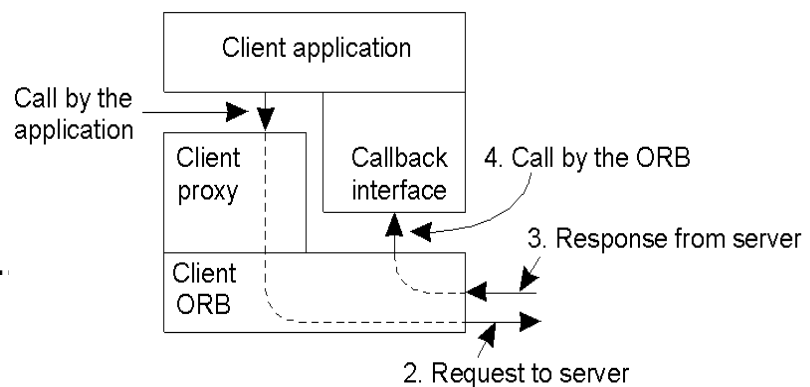 Client application
Call by the
application
Client
proxy
Callback
interface
4. Call by the ORB
3. Response from server
Client
ORB
2. Request to server